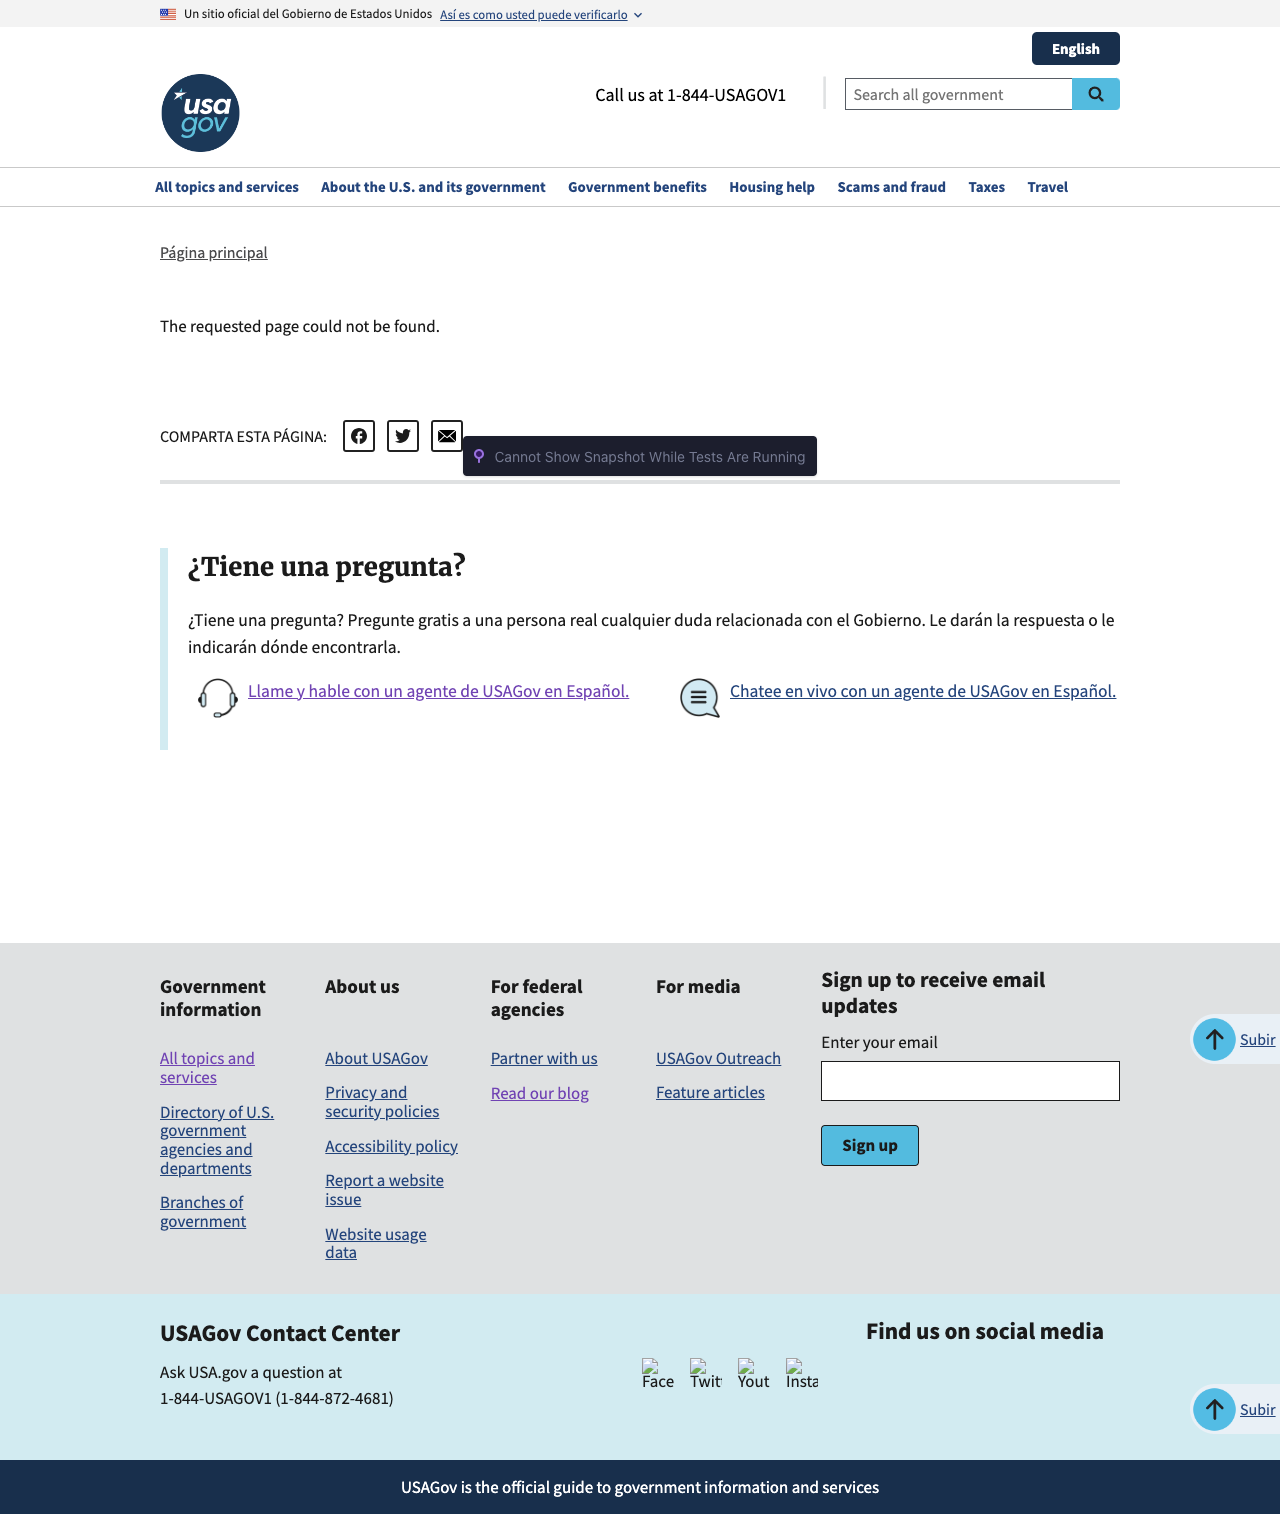 Un sitio oficial del Gobierno de Estados Unidos Así es como usted puede verificarlo
English
usa
gov
Call us at 1-844-USAGOV1
Search all government
All topics and services About the U.S. and its government Government benefits Housing help Scams and fraud Taxes Travel
Página principal
The requested page could not be found.
COMPARTA ESTA PÁGINA:
Cannot Show Snapshot While Tests Are Running
¿Tiene una pregunta?
¿Tiene una pregunta? Pregunte gratis a una persona real cualquier duda relacionada con el Gobierno. Le darán la respuesta o le
indicarán dónde encontrarla.
Llame y hable con un agente de USAGov en Español.
Chatee en vivo con un agente de USAGov en Español.
Government
information
All topics and
services
Directory of U.S.
government
agencies and
departments
Branches of
government
About us
About USAGov
Privacy and
security policies
Accessibility policy
Report a website
issue
Website usage
data
For federal
agencies
Partner with us
Read our blog
For media
USAGov Outreach
Feature articles
Sign up to receive email
updates
Enter your email
Sign up
Subir
USAGov Contact Center
Ask USA.gov a question at
1-844-USAGOV1 (1-844-872-4681)
Find us on social media
Face Twitt Yout Insta
Subir
USAGov is the official guide to government information and services